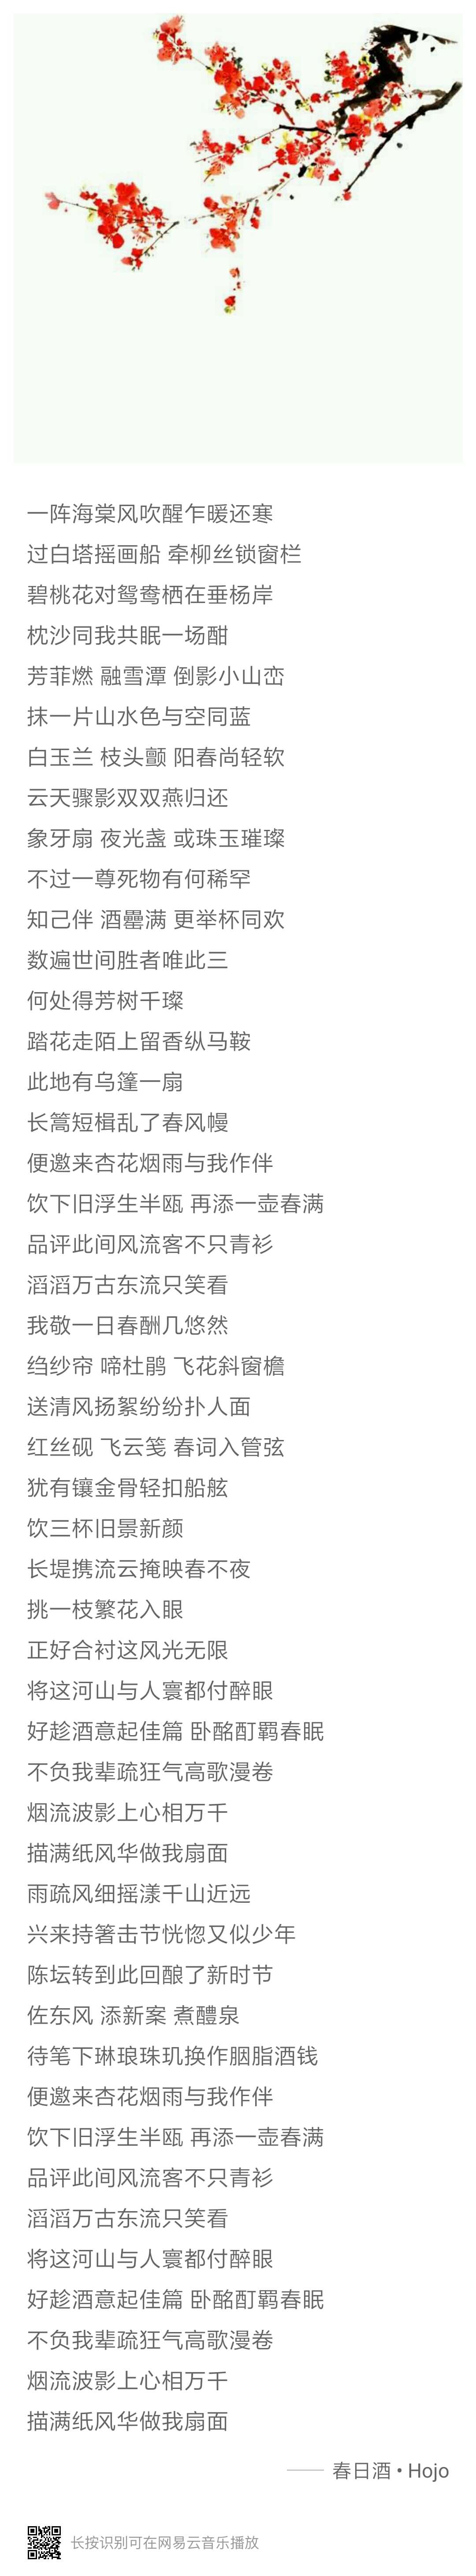 一阵海棠风吹醒乍暖还寒
过白塔摇画船 牵柳丝锁窗栏
碧桃花对鸳鸯栖在垂杨岸
枕沙同我共眠一场酣
芳菲燃 融雪潭 倒影小山峦
抹一片山水色与空同蓝
白玉兰 枝头颤 阳春尚轻软
云天骤影双双燕归还
象牙扇 夜光盏 或珠玉璀璨
不过一尊死物有何稀罕
知己伴 酒罍满 更举杯同欢
数遍世间胜者唯此三
何处得芳树千璨
踏花走陌上留香纵马鞍
此地有乌篷一扇
长篙短楫乱了春风幔
便邀来杏花烟雨与我作伴
饮下旧浮生半瓯 再添一壶春满
品评此间风流客不只青衫
滔滔万古东流只笑看
我敬一日春酬几悠然
绉纱帘 啼杜鹃 飞花斜窗檐
送清风扬絮纷纷扑人面
红丝砚 飞云笺 春词入管弦
犹有镶金骨轻扣船舷
饮三杯旧景新颜
长堤携流云掩映春不夜
挑一枝繁花入眼
正好合衬这风光无限
将这河山与人寰都付醉眼
好趁酒意起佳篇 卧酩酊羁春眠
不负我辈疏狂气高歌漫卷
烟流波影上心相万千
描满纸风华做我扇面
雨疏风细摇漾千山近远
兴来持箸击节恍惚又似少年
陈坛转到此回酿了新时节
佐东风 添新案 煮醴泉
待笔下琳琅珠玑换作胭脂酒钱
便邀来杏花烟雨与我作伴
饮下旧浮生半瓯 再添一壶春满
品评此间风流客不只青衫
滔滔万古东流只笑看
将这河山与人寰都付醉眼
好趁酒意起佳篇 卧酩酊羁春眠
不负我辈疏狂气高歌漫卷
烟流波影上心相万千
描满纸风华做我扇面
—— 春日酒 • Hojo
长按识别可在网易云音乐播放